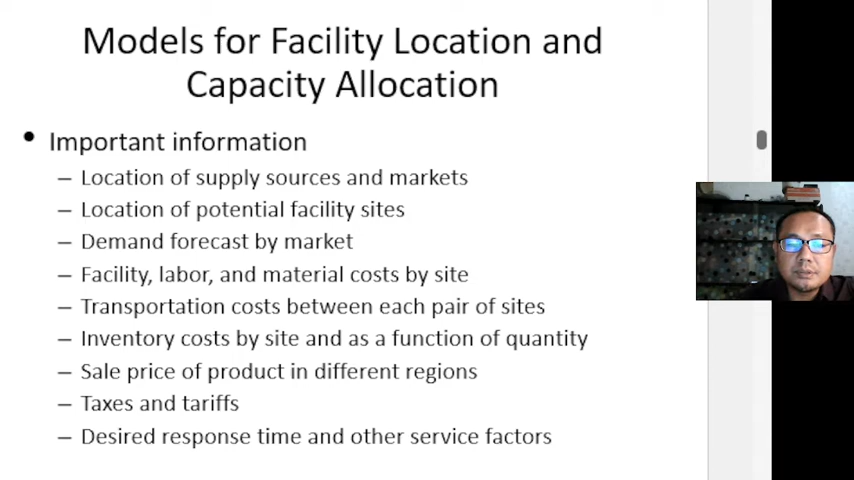 Models for Facility Location and
Capacity Allocation
• Important information
– Location of supply sources and markets
– Location of potential facility sites
– Demand forecast by market
– Facility, labor, and material costs by site
– Transportation costs between each pair of sites
– Inventory costs by site and as a function of quantity
– Sale price of product in different regions
– Taxes and tariffs
– Desired response time and other service factors